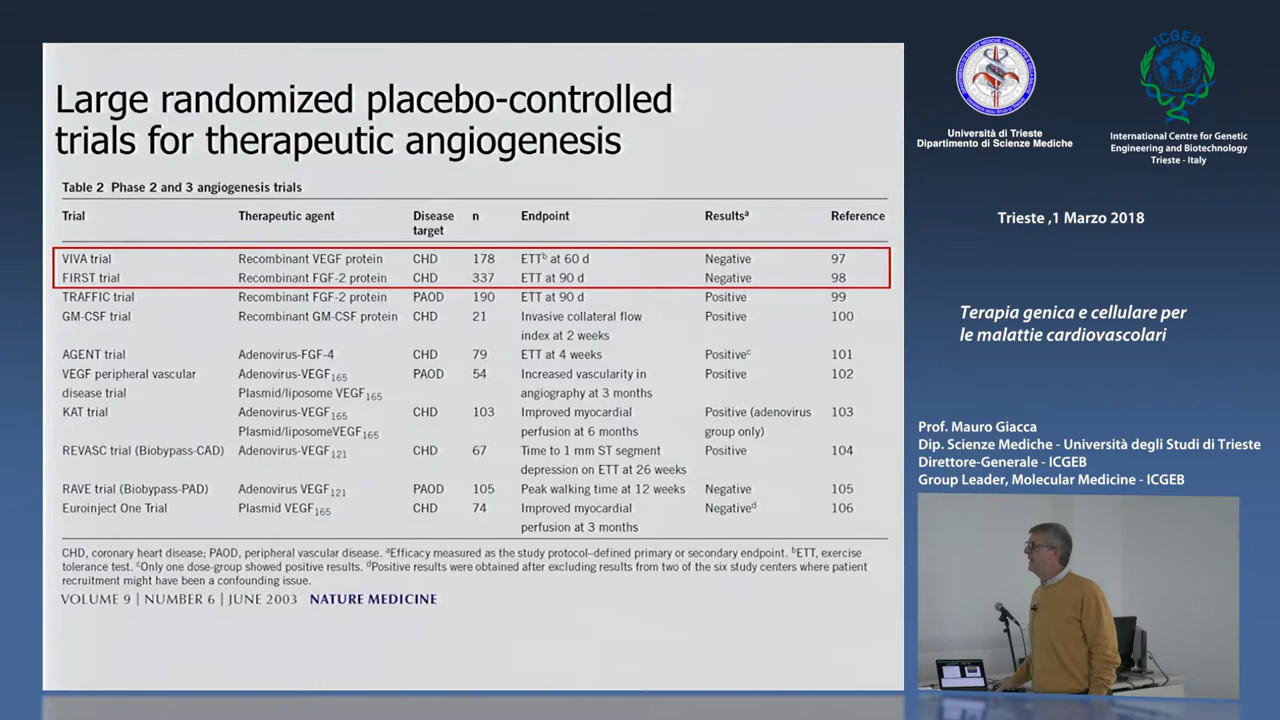 Large randomized placebo-controlled
trials for therapeutic angiogenesis
Table 2 Phase 2 and 3 angiogenesis trials
Trial Therapeutic agent Disease target n Endpoint Resultsª Reference
VIVA trial Recombinant VEGF protein CHD 178 ETTᵇ at 60 d Negative 97
FIRST trial Recombinant FGF-2 protein CHD 337 ETT at 90 d Negative 98
TRAFFIC trial Recombinant FGF-2 protein PAOD 190 ETT at 90 d Positive 99
GM-CSF trial Recombinant GM-CSF protein CHD 21 Invasive collateral flow Positive 100
index at 2 weeks
AGENT trial Adenovirus-FGF-4 CHD 79 ETT at 4 weeks Positiveᶜ 101
VEGF peripheral vascular Adenovirus-VEGF₁₆₅ PAOD 54 Increased vascularity in Positive 102
disease trial Plasmid/liposome VEGF₁₆₅ angiography at 3 months
KAT trial Adenovirus-VEGF₁₆₅ CHD 103 Improved myocardial Positive (adenovirus 103
Plasmid/liposomeVEGF₁₆₅ perfusion at 6 months group only)
REVASC trial (Biobypass-CAD) Adenovirus-VEGF₁₂₁ CHD 67 Time to 1 mm ST segment Positive 104
depression on ETT at 26 weeks
RAVE trial (Biobypass-PAD) Adenovirus VEGF₁₂₁ PAOD 105 Peak walking time at 12 weeks Negative 105
Euroinject One Trial Plasmid VEGF₁₆₅ CHD 74 Improved myocardial Negativeᵈ 106
perfusion at 3 months
CHD, coronary heart disease; PAOD, peripheral vascular disease. ªEfficacy measured as the study protocol–defined primary or secondary endpoint. ᵇETT, exercise
tolerance test. ᶜOnly one dose-group showed positive results. ᵈPositive results were obtained after excluding results from two of the six study centers where patient
recruitment might have been a confounding issue.
VOLUME 9 | NUMBER 6 | JUNE 2003 NATURE MEDICINE
Università di Trieste
Dipartimento di Scienze Mediche
ICGEB
International Centre for Genetic
Engineering and Biotechnology
Trieste - Italy
Trieste ,1 Marzo 2018
Terapia genica e cellulare per
le malattie cardiovascolari
Prof. Mauro Giacca
Dip. Scienze Mediche - Università degli Studi di Trieste
Direttore-Generale - ICGEB
Group Leader, Molecular Medicine - ICGEB